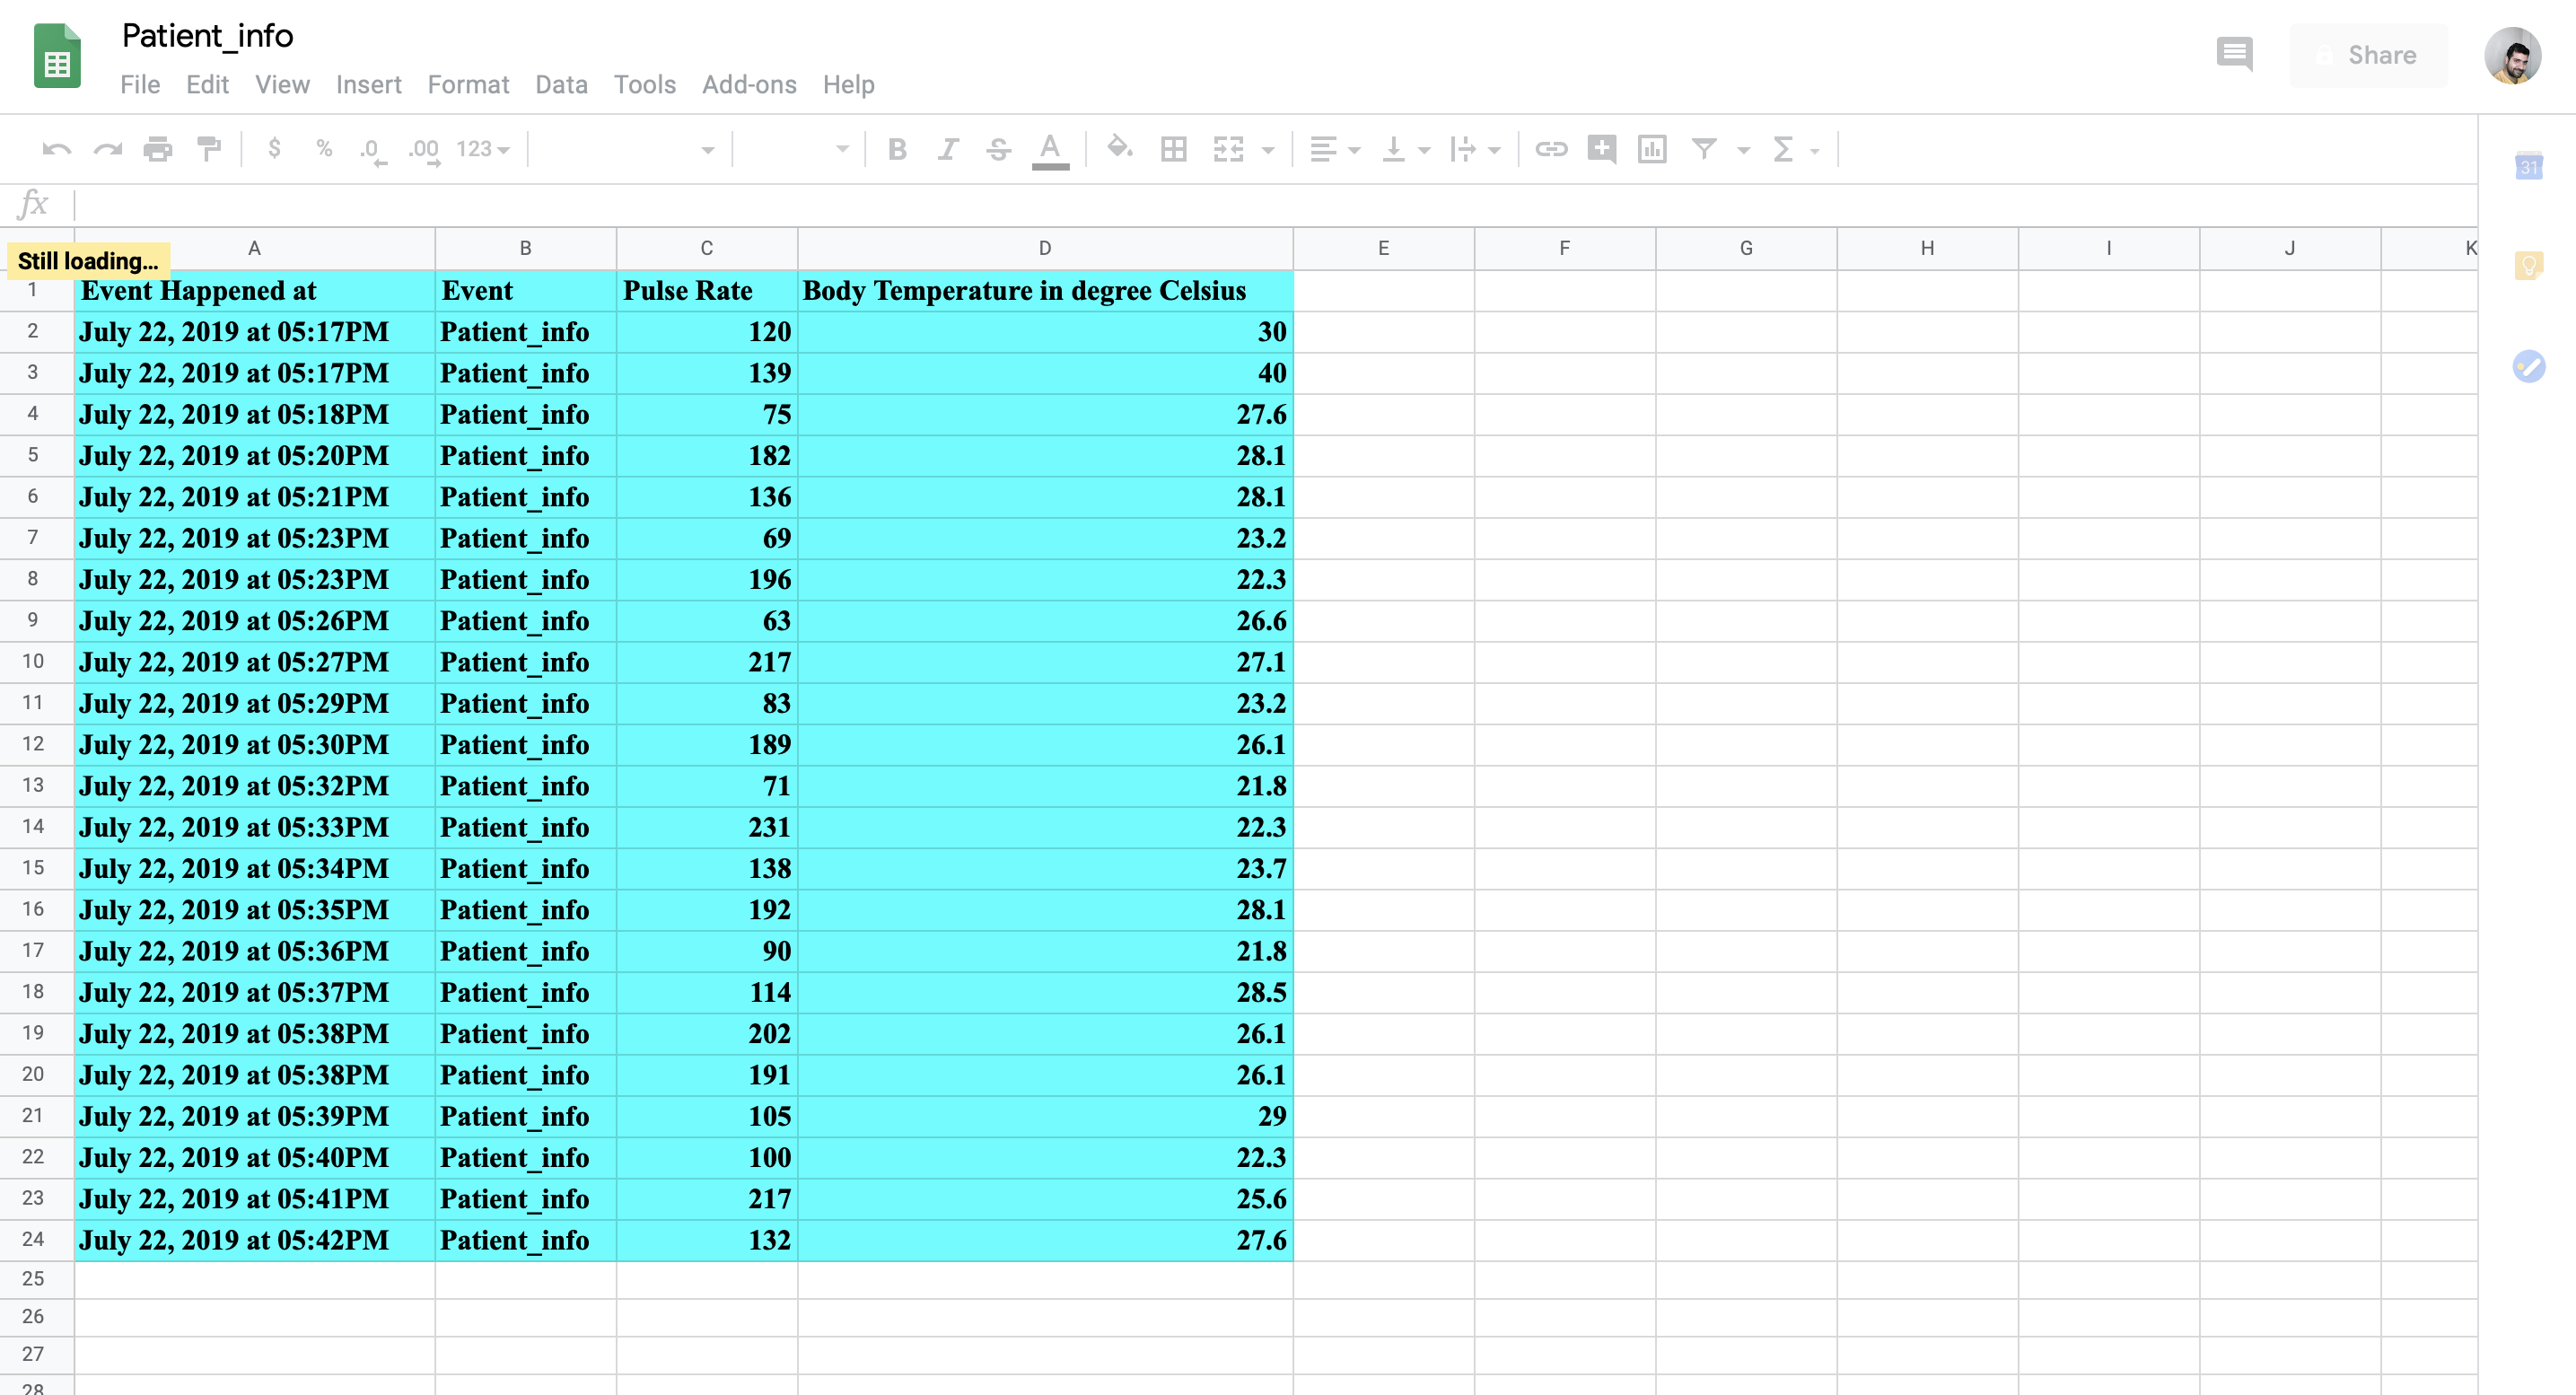 Patient_info
File Edit View Insert Format Data Tools Add-ons Help
Share
$ % .0 .00 123 B I S A Σ
31
fx
A B C D E F G H I J K
Still loading...
1 Event Happened at Event Pulse Rate Body Temperature in degree Celsius
2 July 22, 2019 at 05:17PM Patient_info 120 30
3 July 22, 2019 at 05:17PM Patient_info 139 40
4 July 22, 2019 at 05:18PM Patient_info 75 27.6
5 July 22, 2019 at 05:20PM Patient_info 182 28.1
6 July 22, 2019 at 05:21PM Patient_info 136 28.1
7 July 22, 2019 at 05:23PM Patient_info 69 23.2
8 July 22, 2019 at 05:23PM Patient_info 196 22.3
9 July 22, 2019 at 05:26PM Patient_info 63 26.6
10 July 22, 2019 at 05:27PM Patient_info 217 27.1
11 July 22, 2019 at 05:29PM Patient_info 83 23.2
12 July 22, 2019 at 05:30PM Patient_info 189 26.1
13 July 22, 2019 at 05:32PM Patient_info 71 21.8
14 July 22, 2019 at 05:33PM Patient_info 231 22.3
15 July 22, 2019 at 05:34PM Patient_info 138 23.7
16 July 22, 2019 at 05:35PM Patient_info 192 28.1
17 July 22, 2019 at 05:36PM Patient_info 90 21.8
18 July 22, 2019 at 05:37PM Patient_info 114 28.5
19 July 22, 2019 at 05:38PM Patient_info 202 26.1
20 July 22, 2019 at 05:38PM Patient_info 191 26.1
21 July 22, 2019 at 05:39PM Patient_info 105 29
22 July 22, 2019 at 05:40PM Patient_info 100 22.3
23 July 22, 2019 at 05:41PM Patient_info 217 25.6
24 July 22, 2019 at 05:42PM Patient_info 132 27.6
25
26
27
28